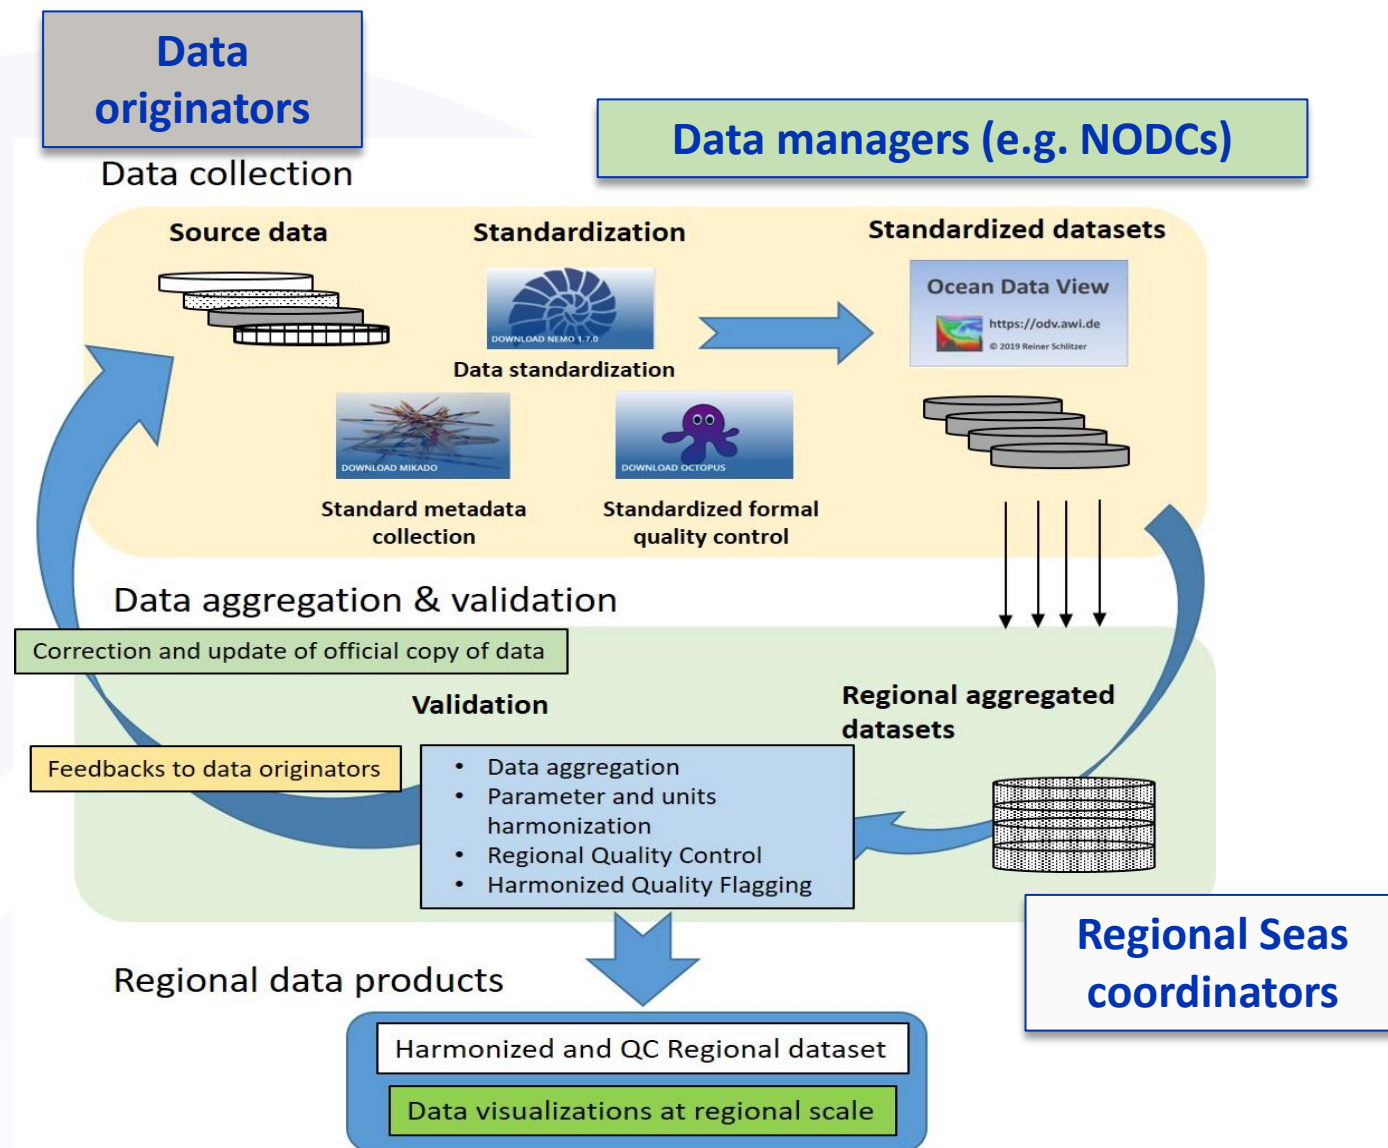 Data
originators
Data managers (e.g. NODCs)
Data collection
Source data
Standardization
Standardized datasets
DOWNLOAD NEMO 1.7.0
Ocean Data View
https://odv.awi.de
© 2019 Reiner Schlitzer
Data standardization
DOWNLOAD MIKADO
DOWNLOAD OCTOPUS
Standard metadata
collection
Standardized formal
quality control
Data aggregation & validation
Correction and update of official copy of data
Validation
Regional aggregated
datasets
Feedbacks to data originators
• Data aggregation
• Parameter and units
harmonization
• Regional Quality Control
• Harmonized Quality Flagging
Regional Seas
coordinators
Regional data products
Harmonized and QC Regional dataset
Data visualizations at regional scale